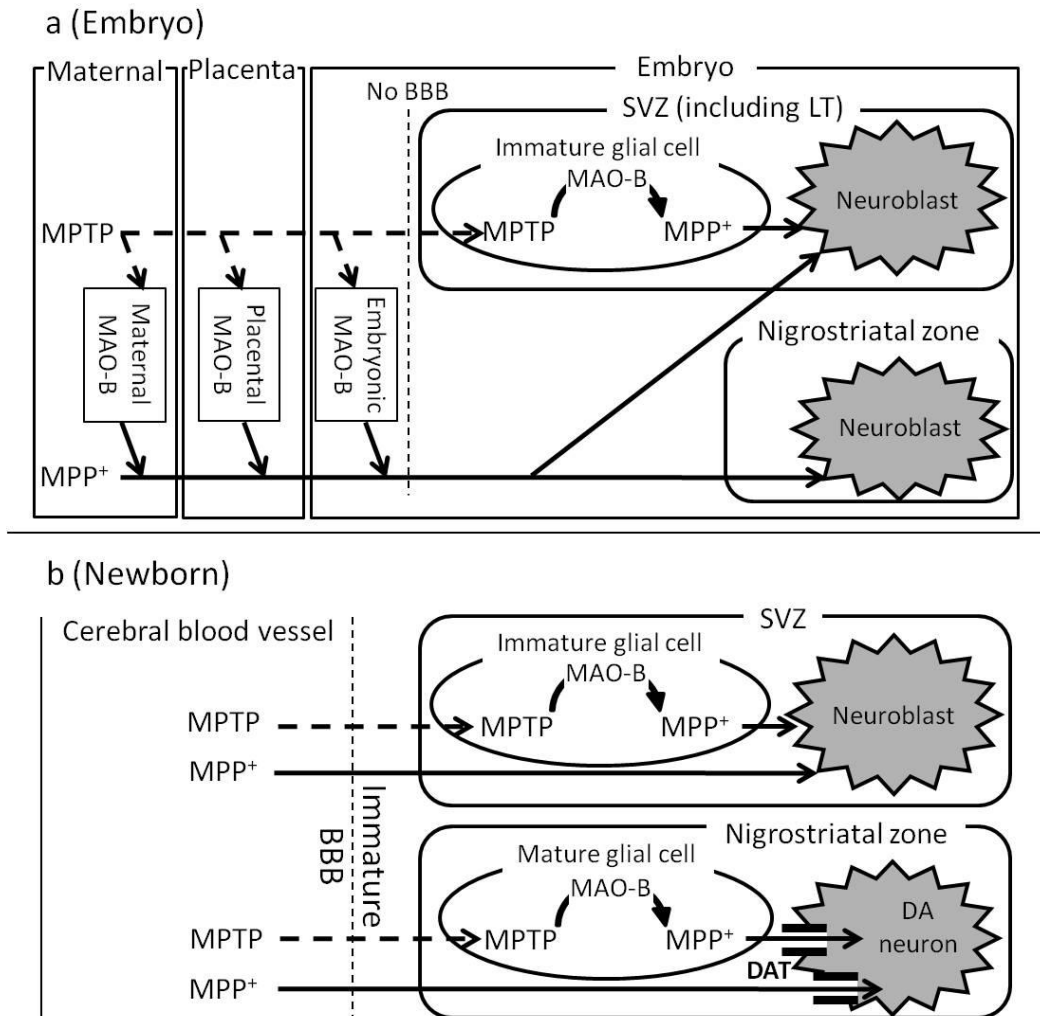 a (Embryo)
Maternal
Placenta
Embryo
No BBB
SVZ (including LT)
Immature glial cell
MAO-B
MPTP
MPP⁺
Neuroblast
MPTP
Maternal
MAO-B
Placental
MAO-B
Embryonic
MAO-B
Nigrostriatal zone
Neuroblast
MPP⁺
b (Newborn)
Cerebral blood vessel
SVZ
Immature glial cell
MAO-B
MPTP
MPTP
MPP⁺
Neuroblast
MPP⁺
Immature
BBB
Nigrostriatal zone
Mature glial cell
MAO-B
MPTP
MPTP
MPP⁺
DA
neuron
DAT
MPP⁺